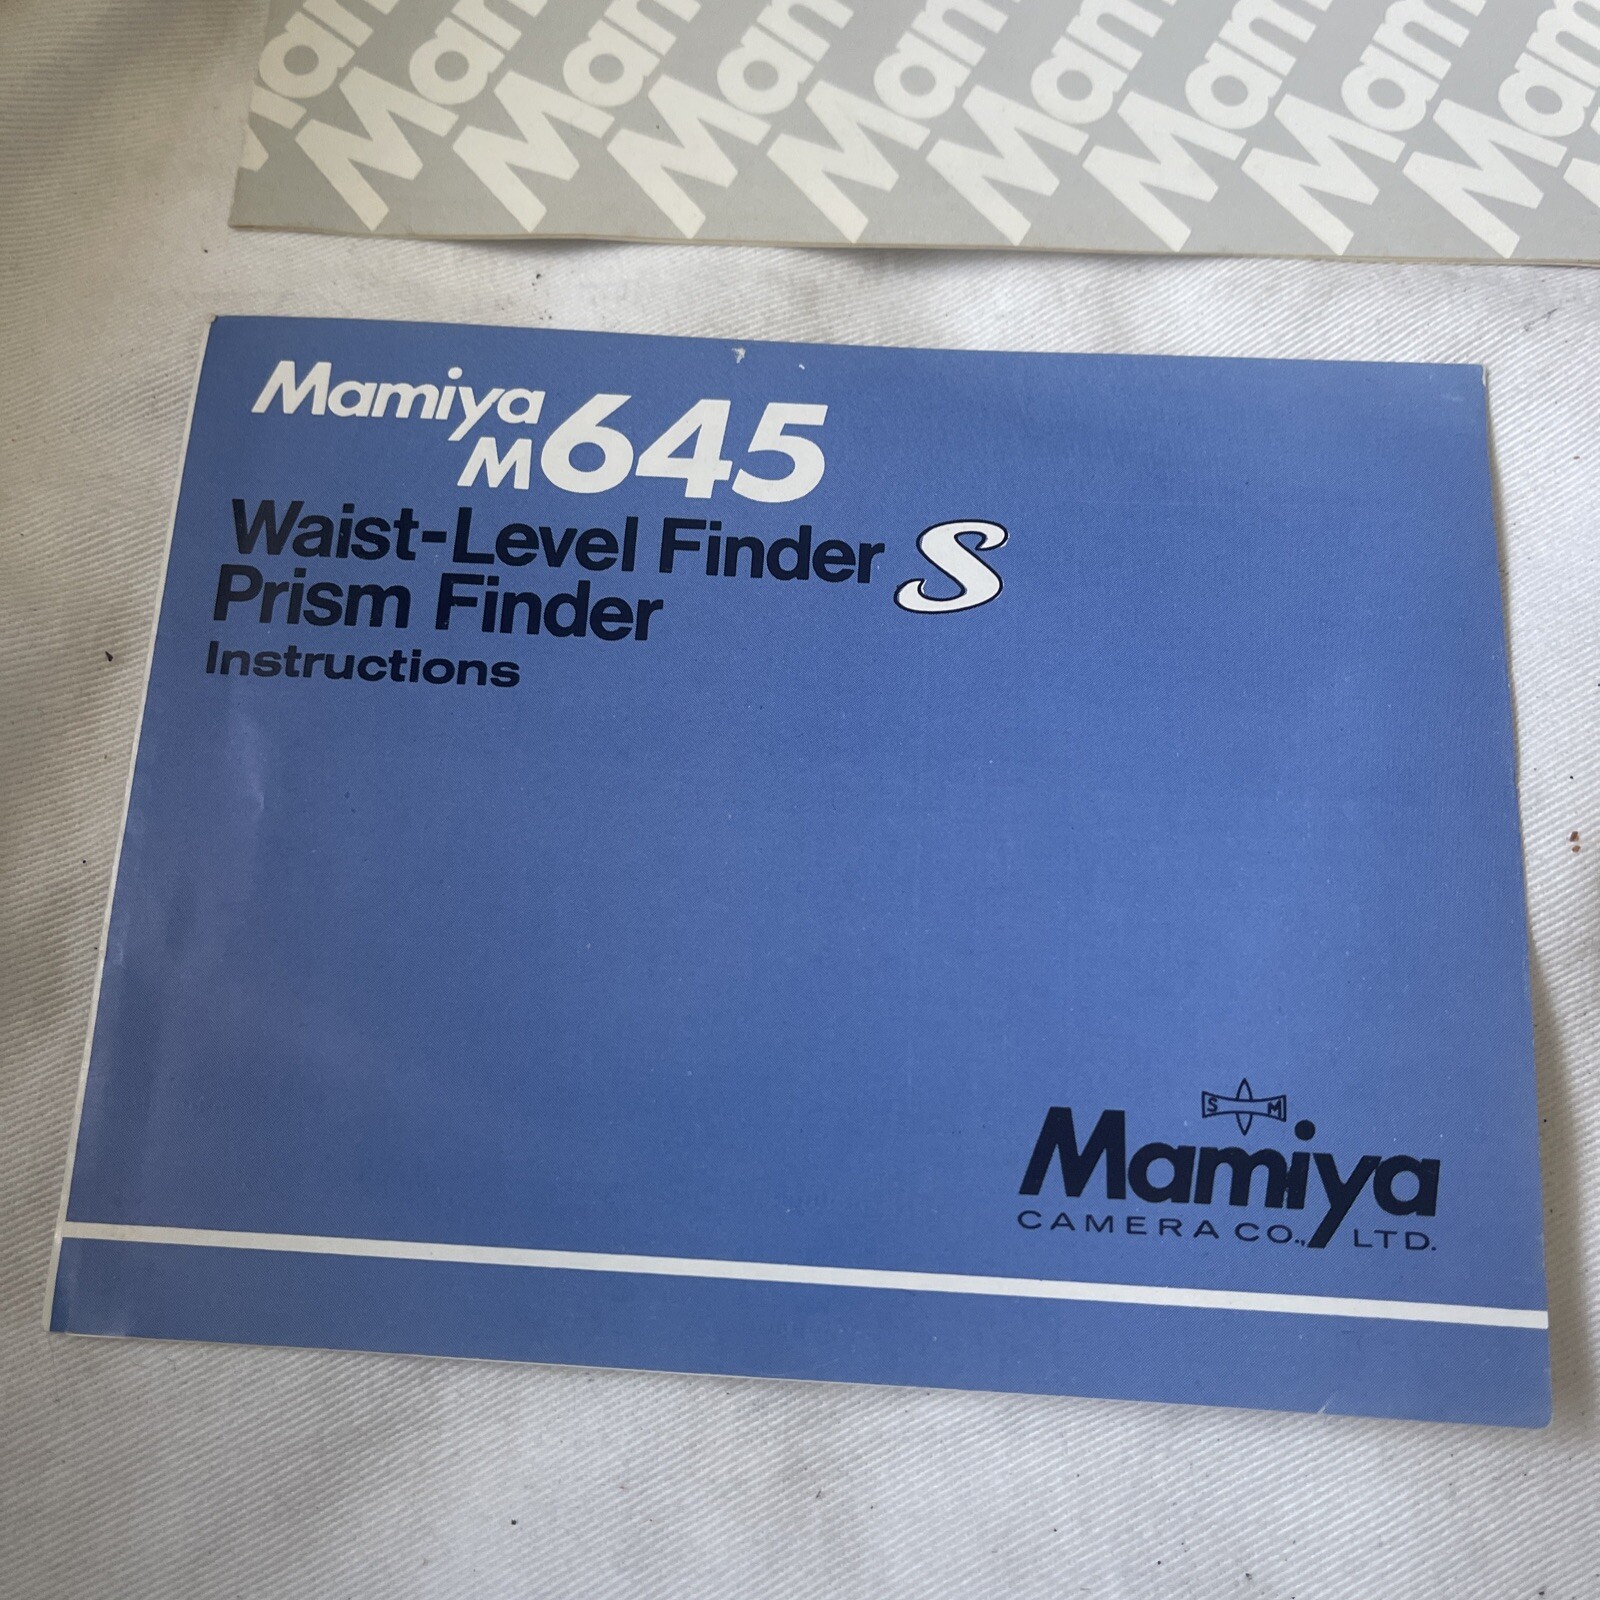 Mamiya
M645
Waist-Level Finder S
Prism Finder
Instructions
S M
Mamiya
CAMERA CO., LTD.